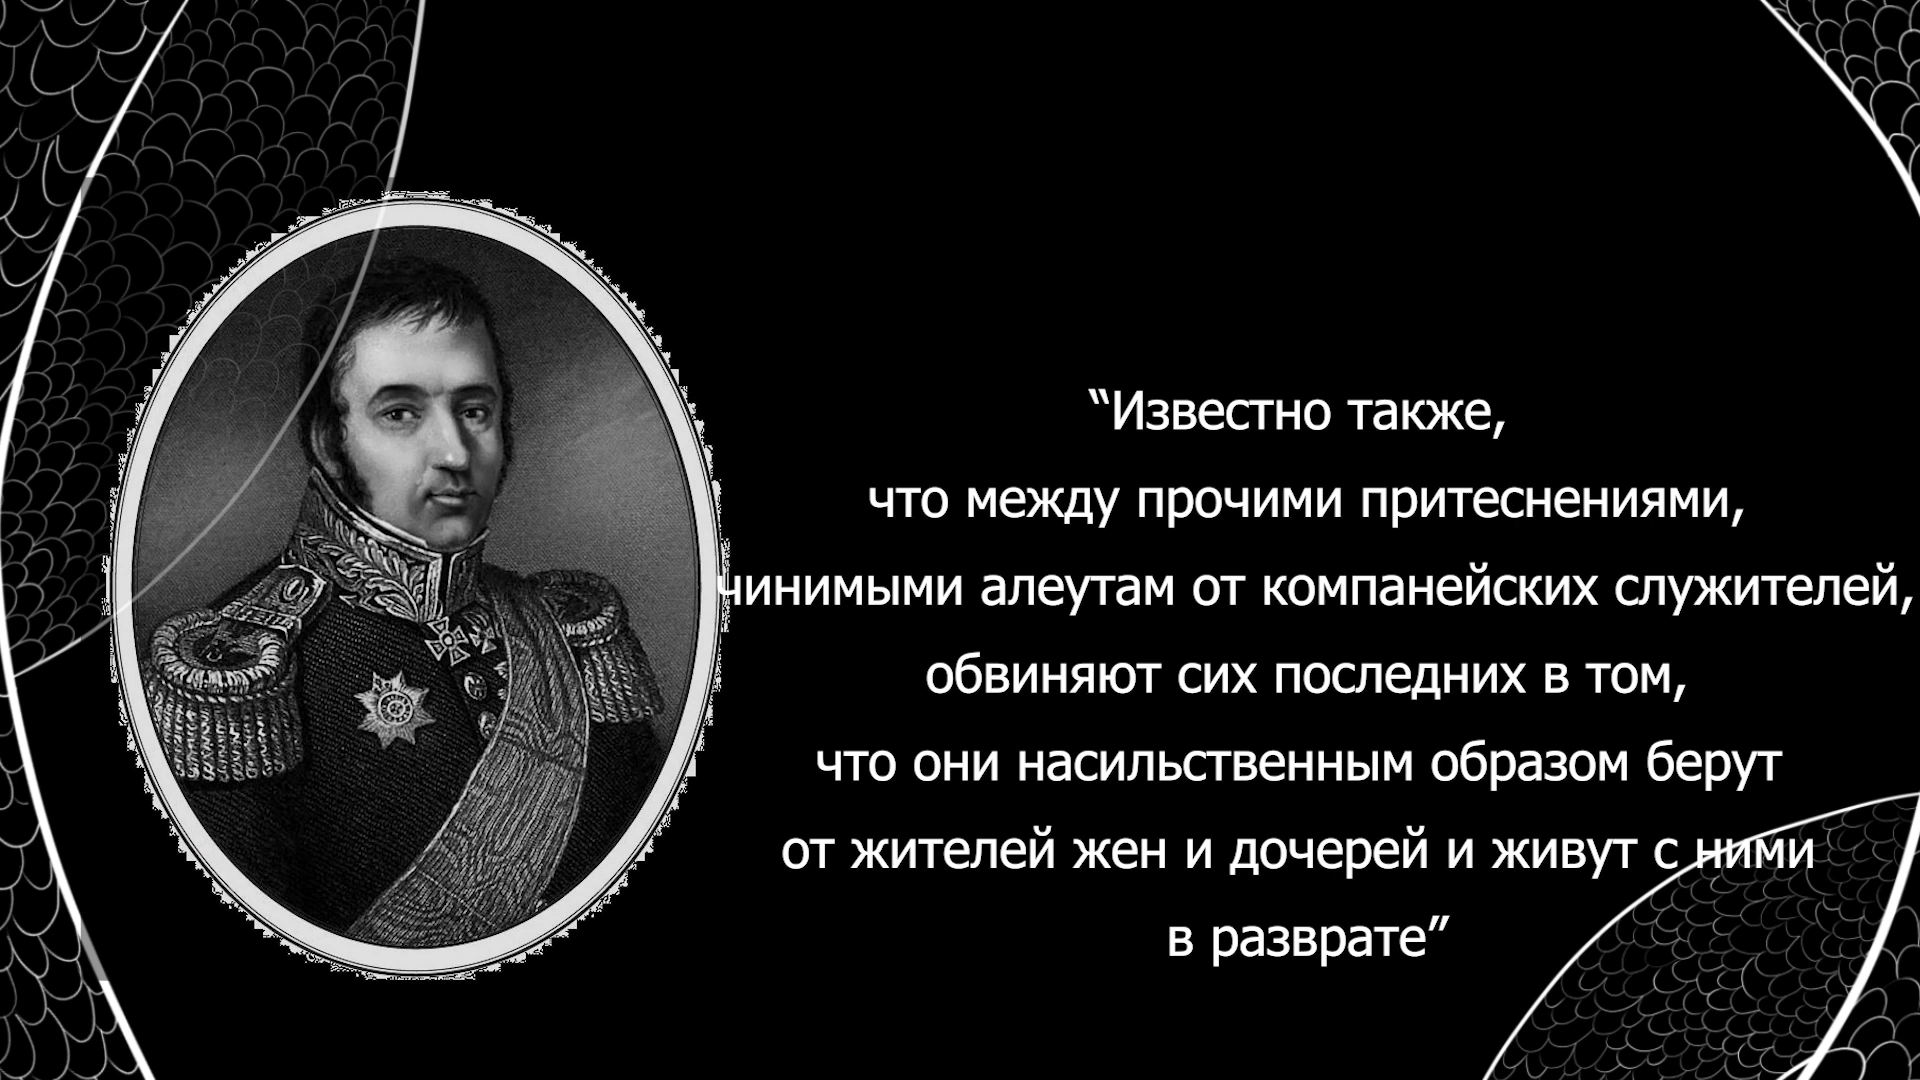 “Известно также,
что между прочими притеснениями,
чинимыми алеутам от компанейских служителей,
обвиняют сих последних в том,
что они насильственным образом берут
от жителей жен и дочерей и живут с ними
в разврате”